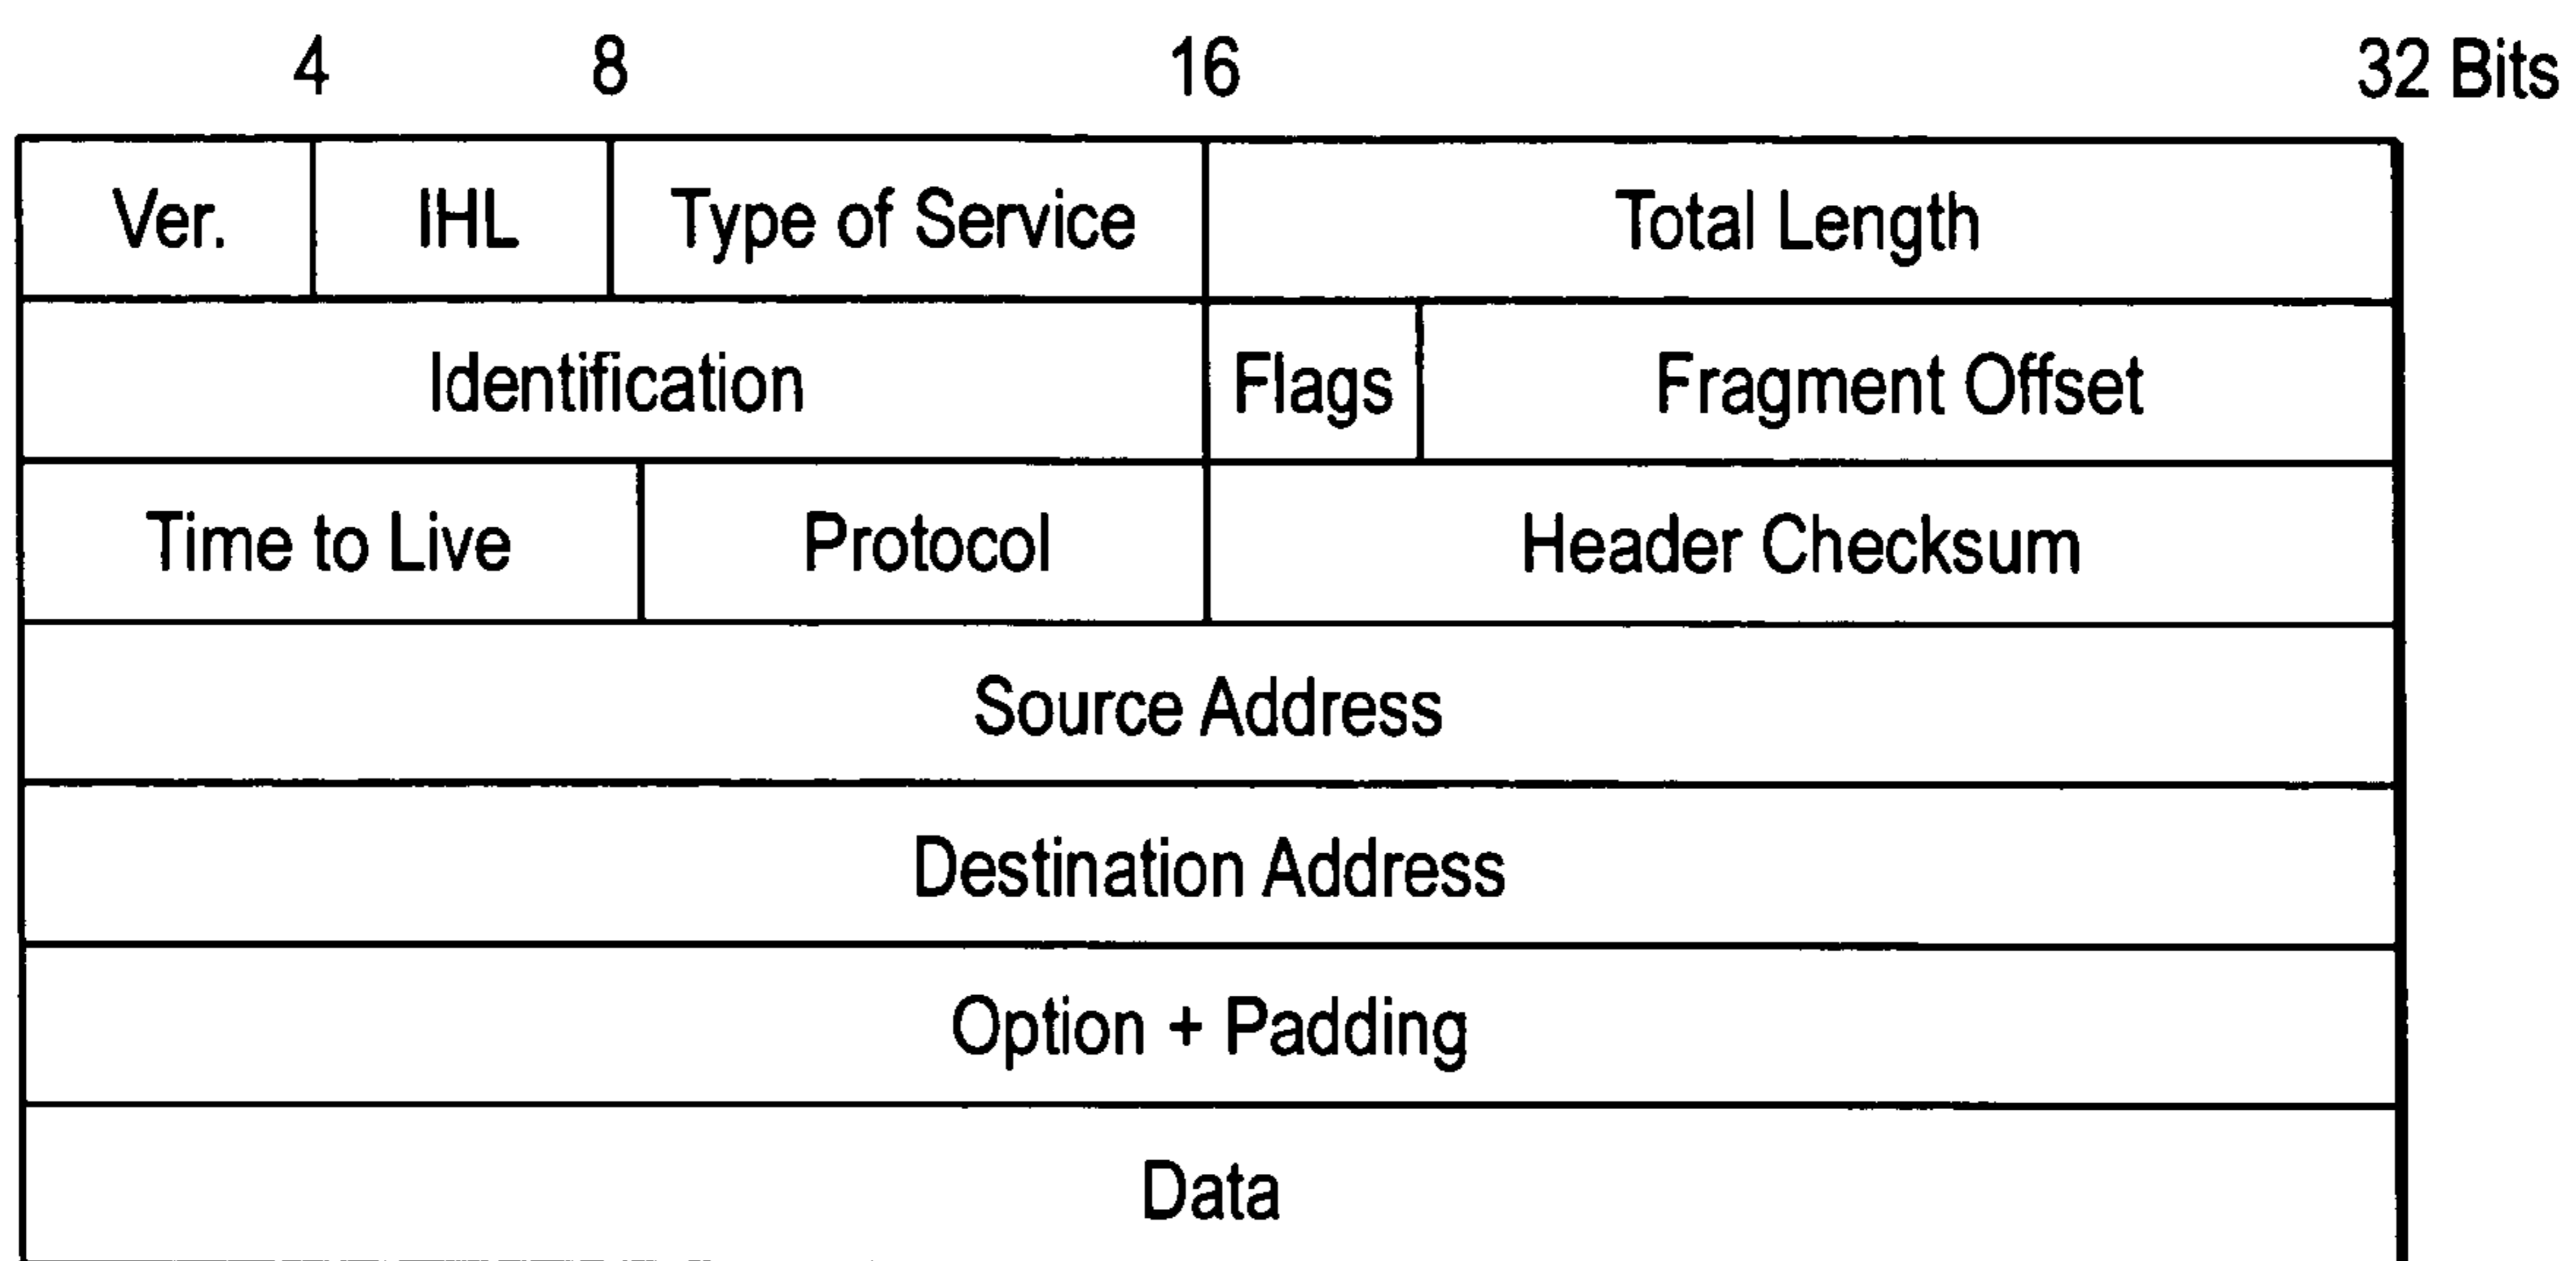 4 8 16 32 Bits
Ver. IHL Type of Service Total Length
Identification Flags Fragment Offset
Time to Live Protocol Header Checksum
Source Address
Destination Address
Option + Padding
Data